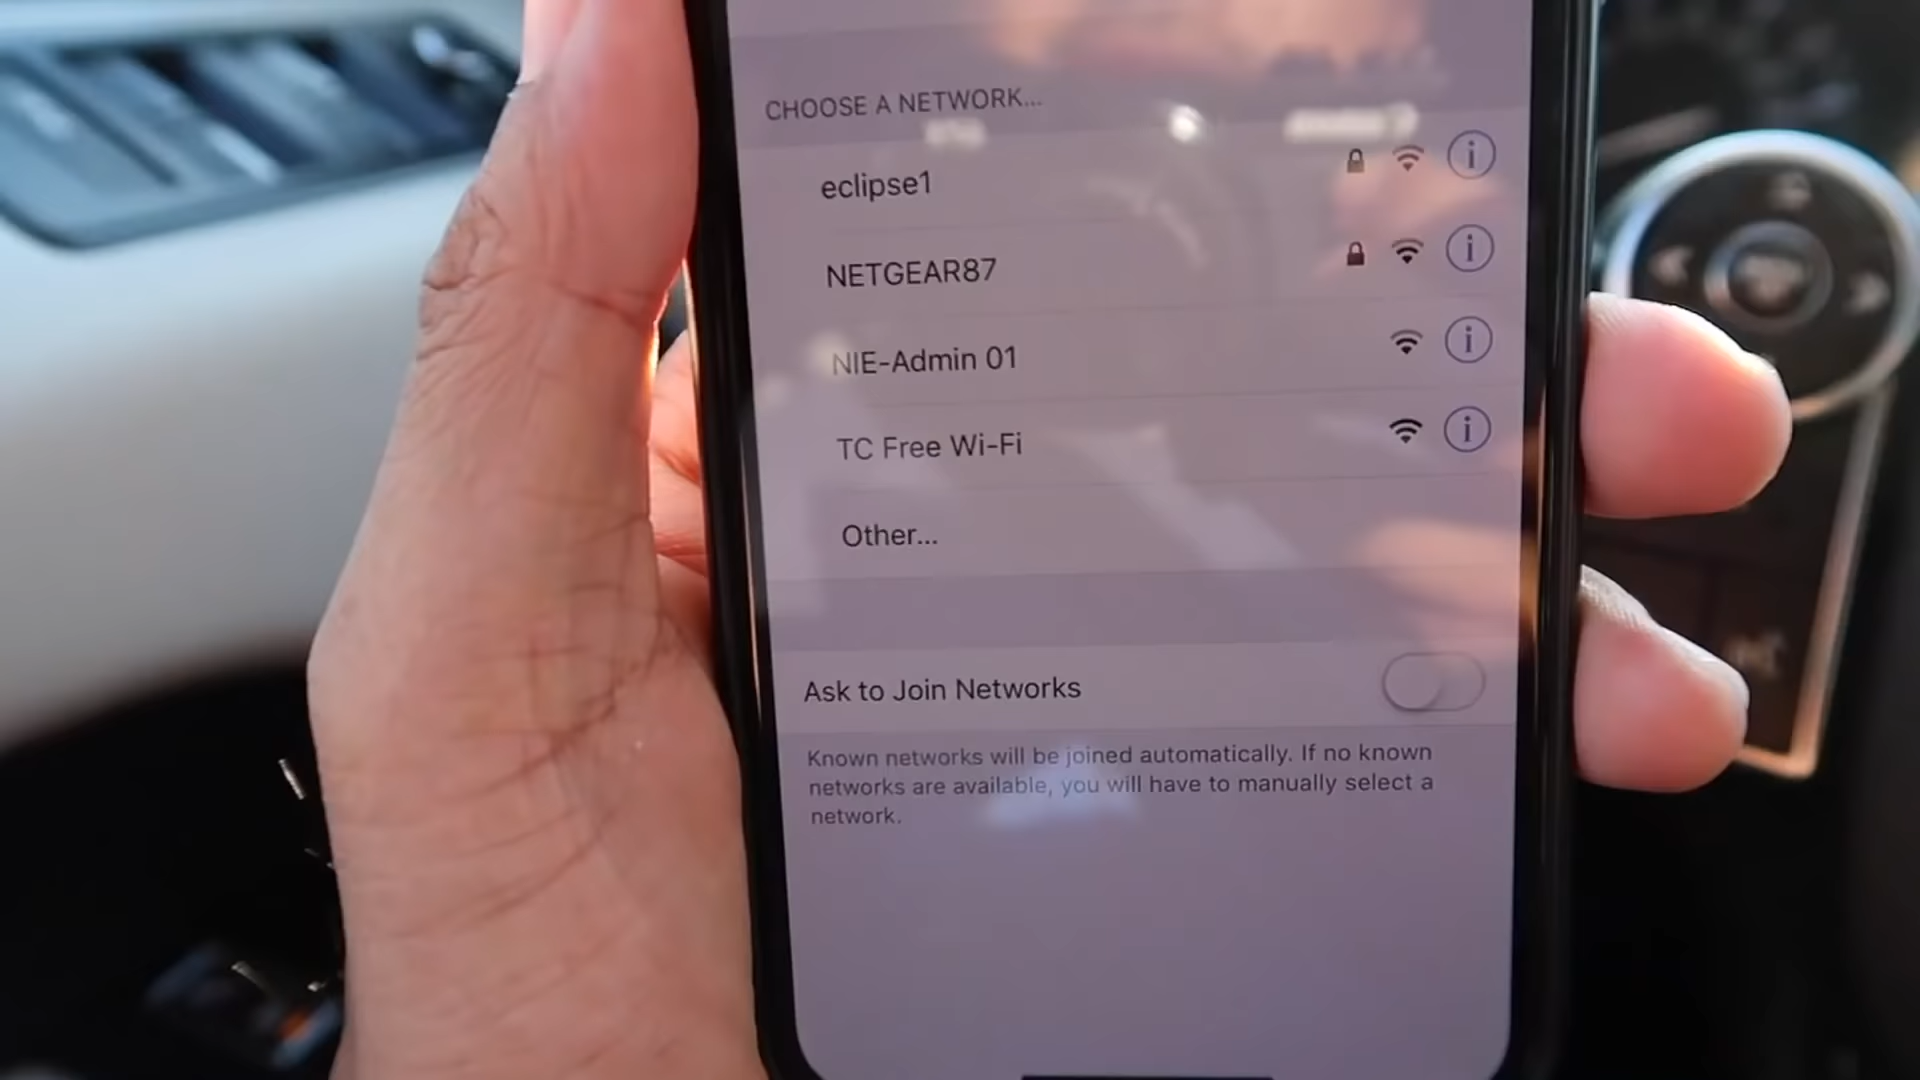 CHOOSE A NETWORK...
eclipse1
NETGEAR87
NIE-Admin 01
TC Free Wi-Fi
Other...
Ask to Join Networks
Known networks will be joined automatically. If no known
networks are available, you will have to manually select a
network.